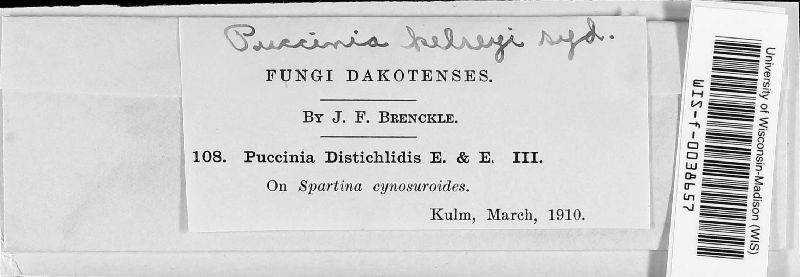 Puccinia kelseyi syd.
FUNGI DAKOTENSES.
BY J. F. BRENCKLE.
108. Puccinia Distichlidis E. & E. III.
On Spartina cynosuroides.
Kulm, March, 1910.
University of Wisconsin-Madison (WIS)
WIS-f-0038657